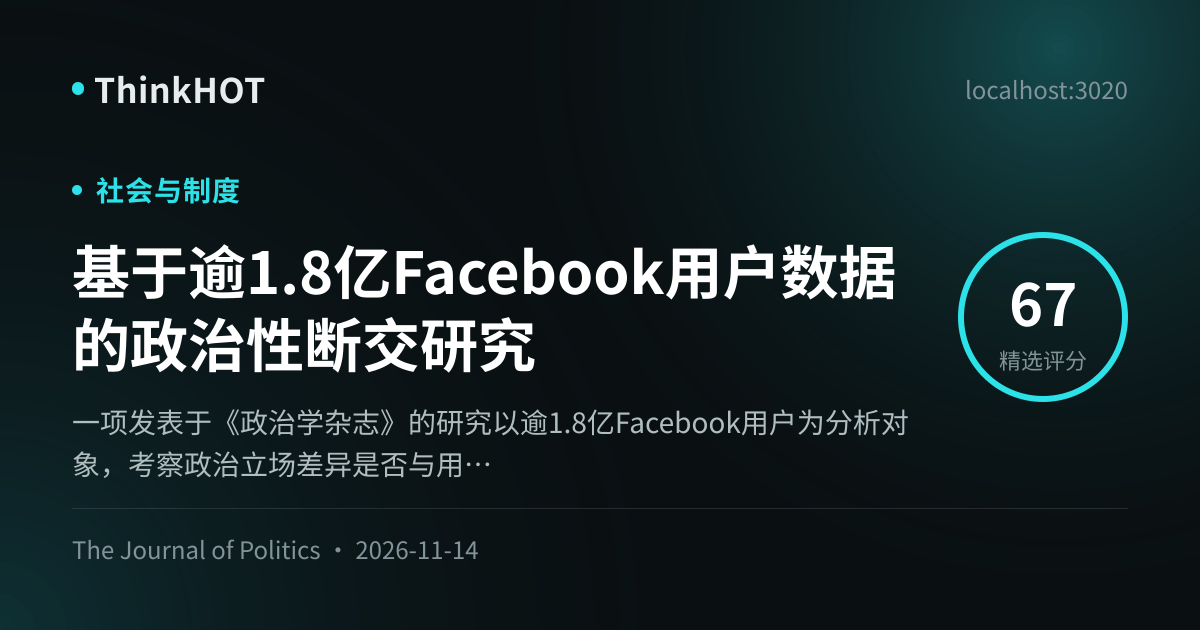 ThinkHOT
localhost:3020
社会与制度
基于逾1.8亿Facebook用户数据
的政治性断交研究
67
精选评分
一项发表于《政治学杂志》的研究以逾1.8亿Facebook用户为分析对
象，考察政治立场差异是否与用…
The Journal of Politics · 2026-11-14